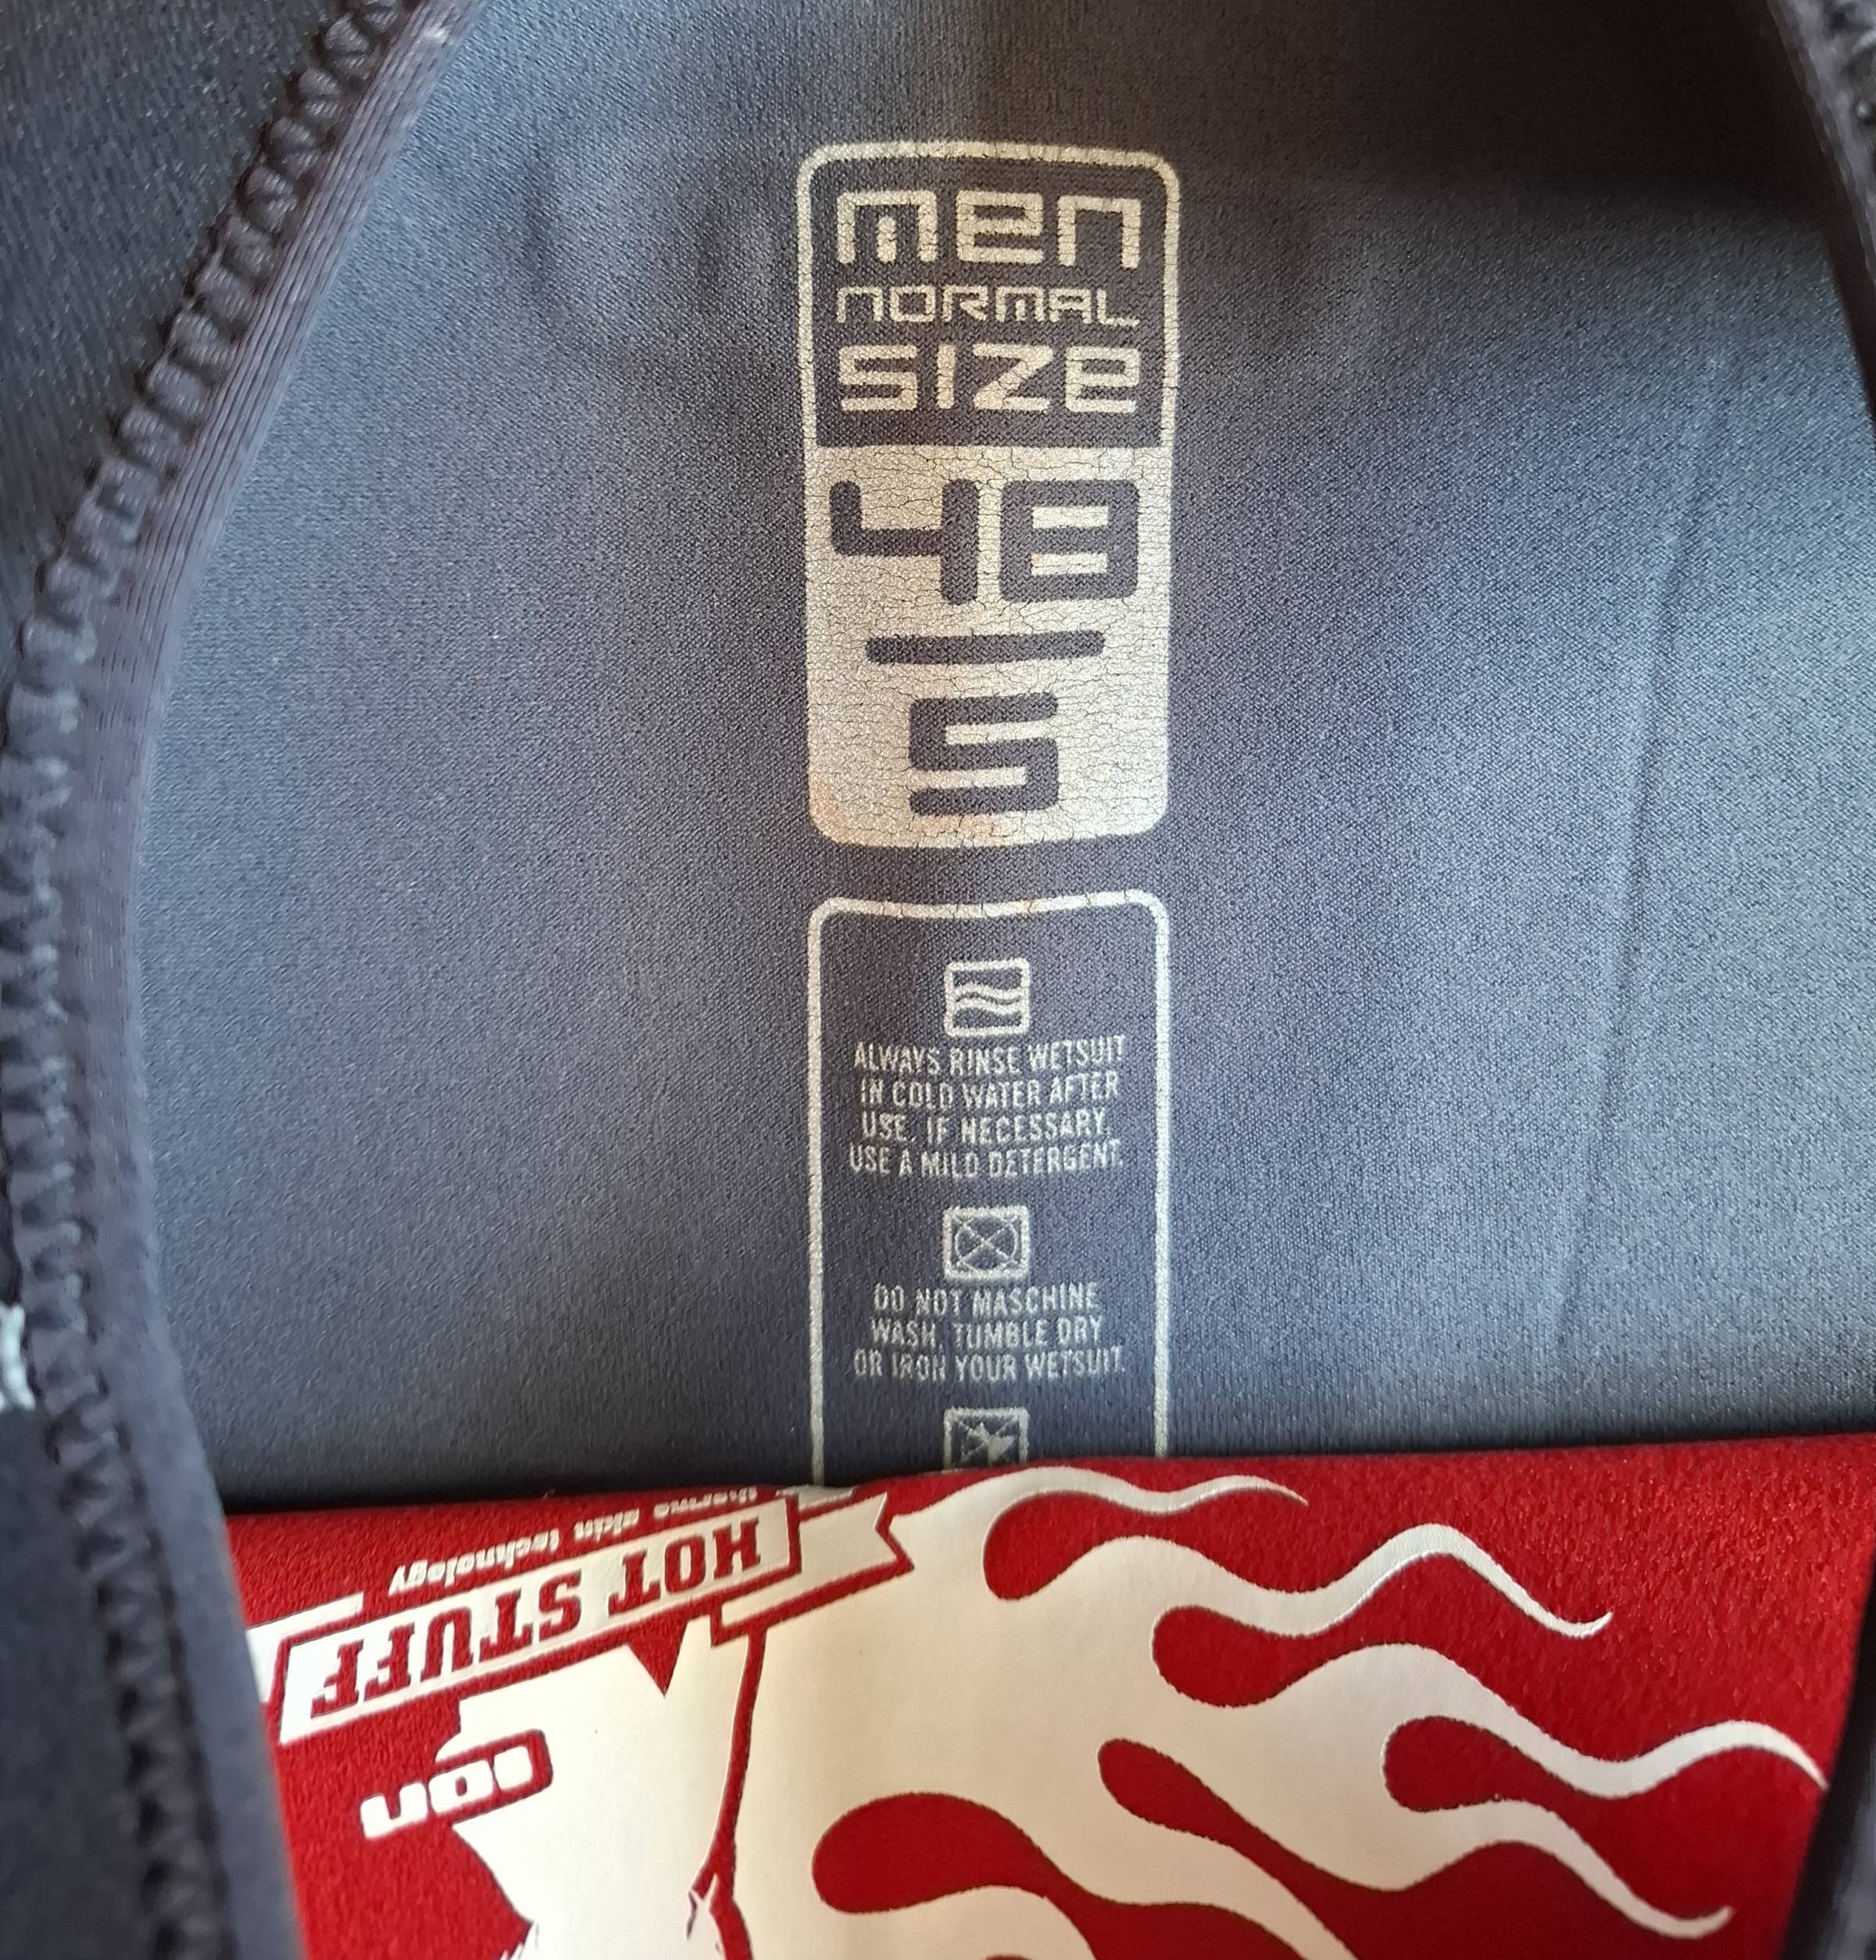 men
NORMAL
SIZE
48
S
ALWAYS RINSE WETSUIT
IN COLD WATER AFTER
USE. IF NECESSARY,
USE A MILD DETERGENT.
DO NOT MASCHINE
WASH, TUMBLE DRY
OR IRON YOUR WETSUIT.
therma skin technology
HOT STUFF
ION